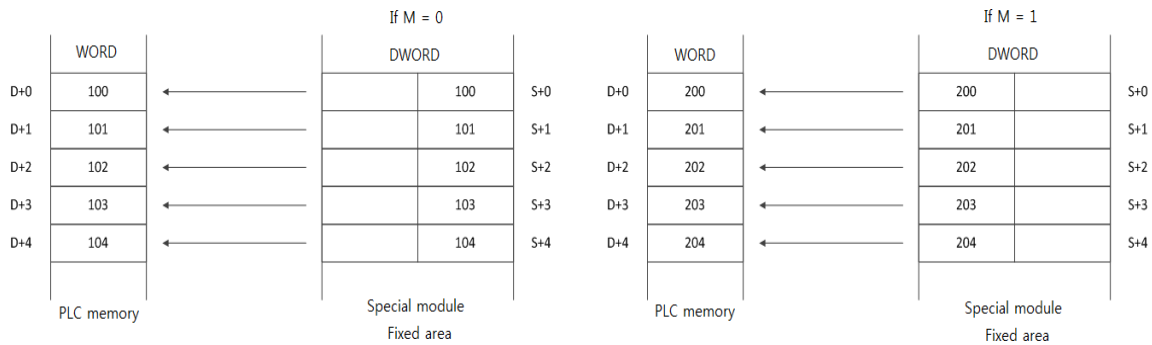 If M = 0
WORD DWORD
D+0 100 100 S+0
D+1 101 101 S+1
D+2 102 102 S+2
D+3 103 103 S+3
D+4 104 104 S+4
PLC memory
Special module
Fixed area
If M = 1
WORD DWORD
D+0 200 200 S+0
D+1 201 201 S+1
D+2 202 202 S+2
D+3 203 203 S+3
D+4 204 204 S+4
PLC memory
Special module
Fixed area